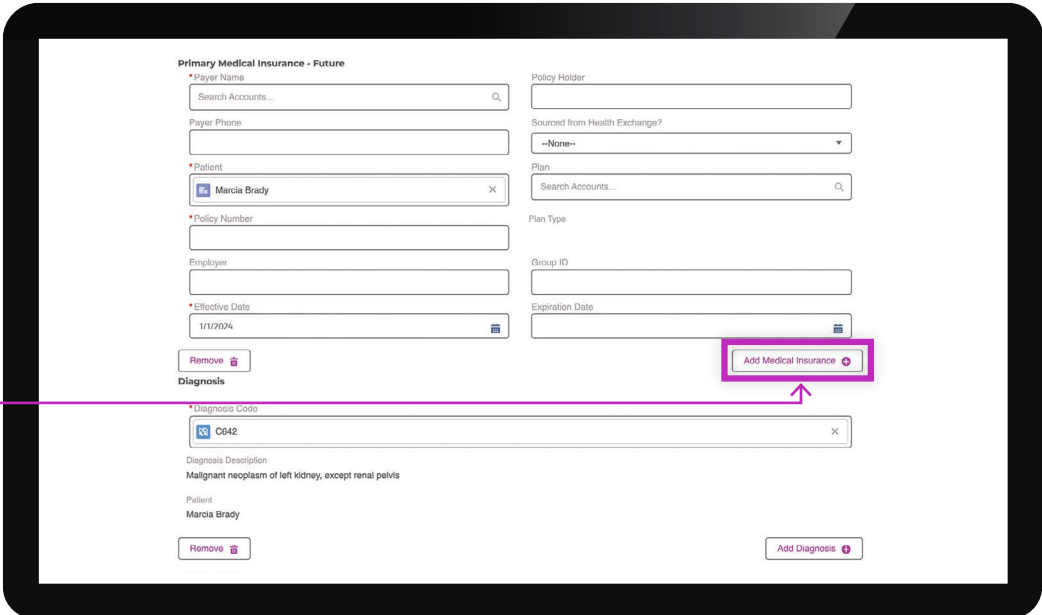 Primary Medical Insurance - Future
*Payer Name
Policy Holder
Search Accounts...
Payer Phone
Sourced from Health Exchange?
--None--
*Patient
Plan
Marcia Brady
Search Accounts...
*Policy Number
Plan Type
Employer
Group ID
*Effective Date
Expiration Date
1/1/2024
Remove
Add Medical Insurance
Diagnosis
*Diagnosis Code
C642
Diagnosis Description
Malignant neoplasm of left kidney, except renal pelvis
Patient
Marcia Brady
Remove
Add Diagnosis